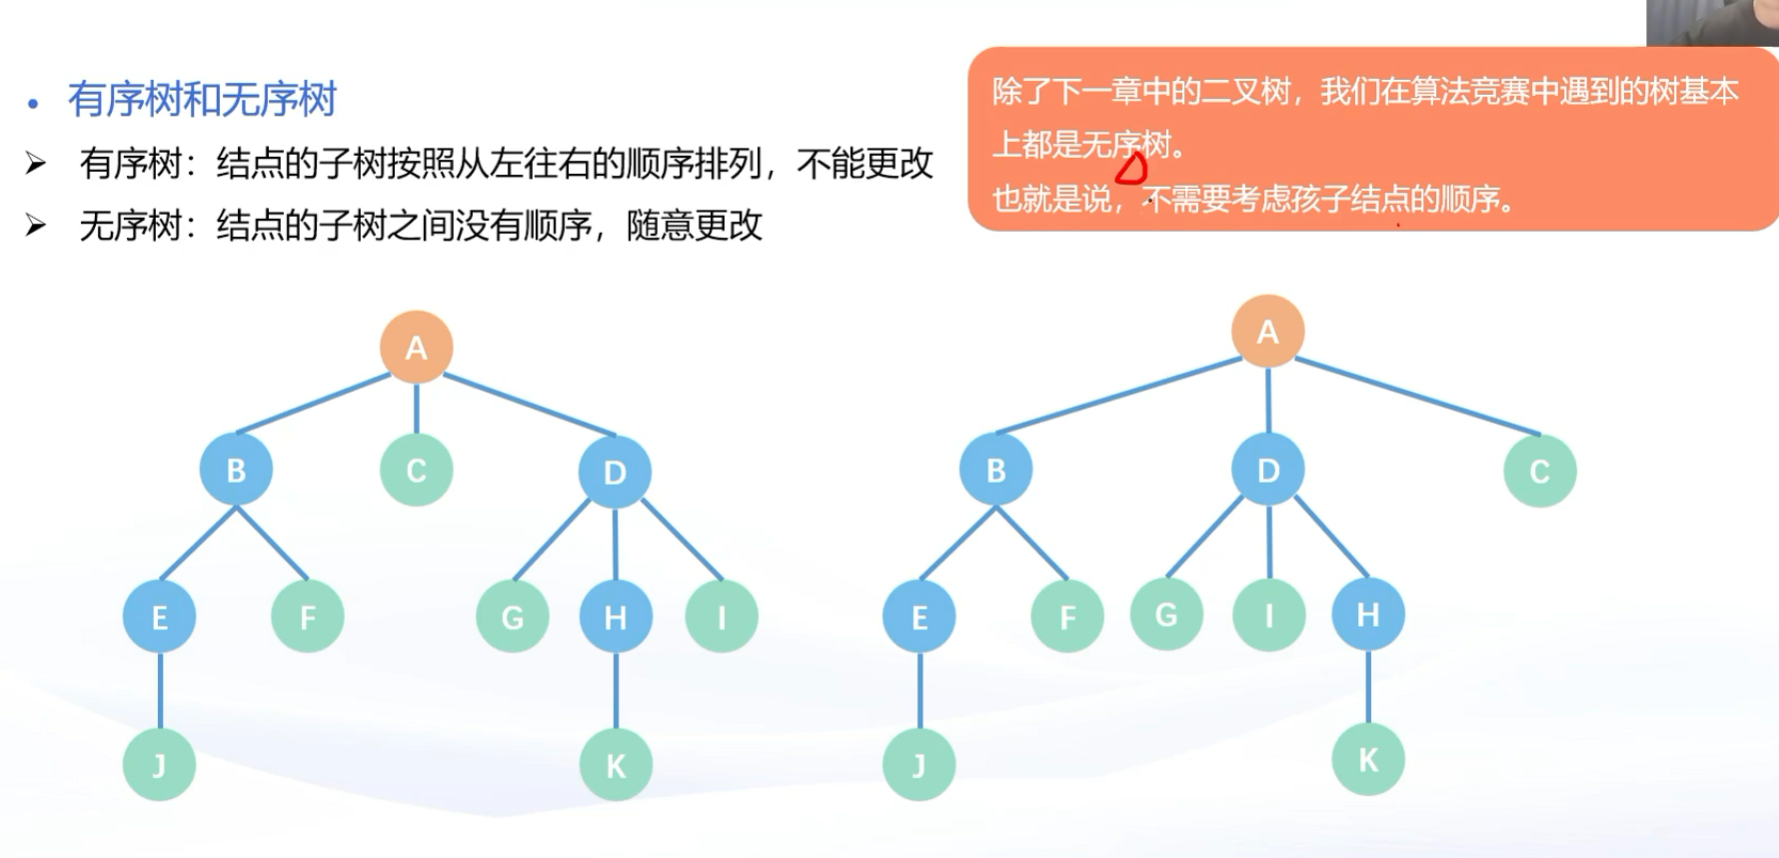 有序树和无序树
有序树：结点的子树按照从左往右的顺序排列，不能更改
无序树：结点的子树之间没有顺序，随意更改
除了下一章中的二叉树，我们在算法竞赛中遇到的树基本
上都是无序树。
也就是说，不需要考虑孩子结点的顺序。
A
B C D
E F G H I
J K
A
B D C
E F G I H
J K